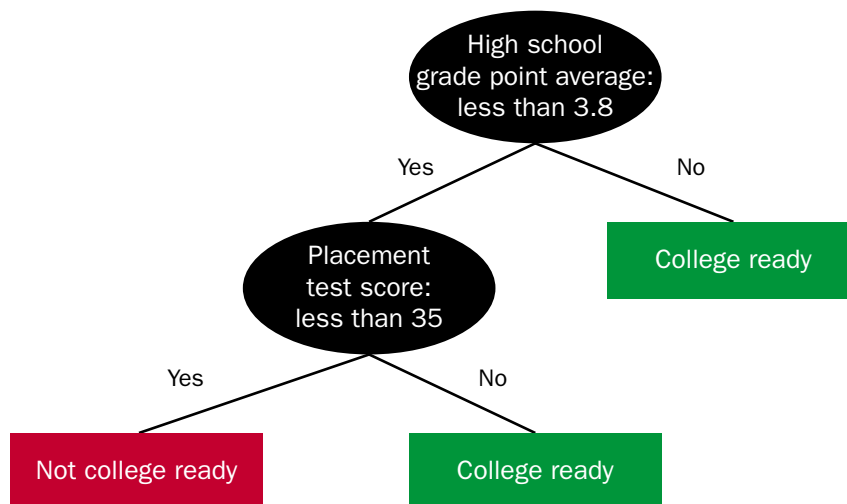 High school
grade point average:
less than 3.8
Yes
No
Placement
test score:
less than 35
College ready
Yes
No
Not college ready
College ready